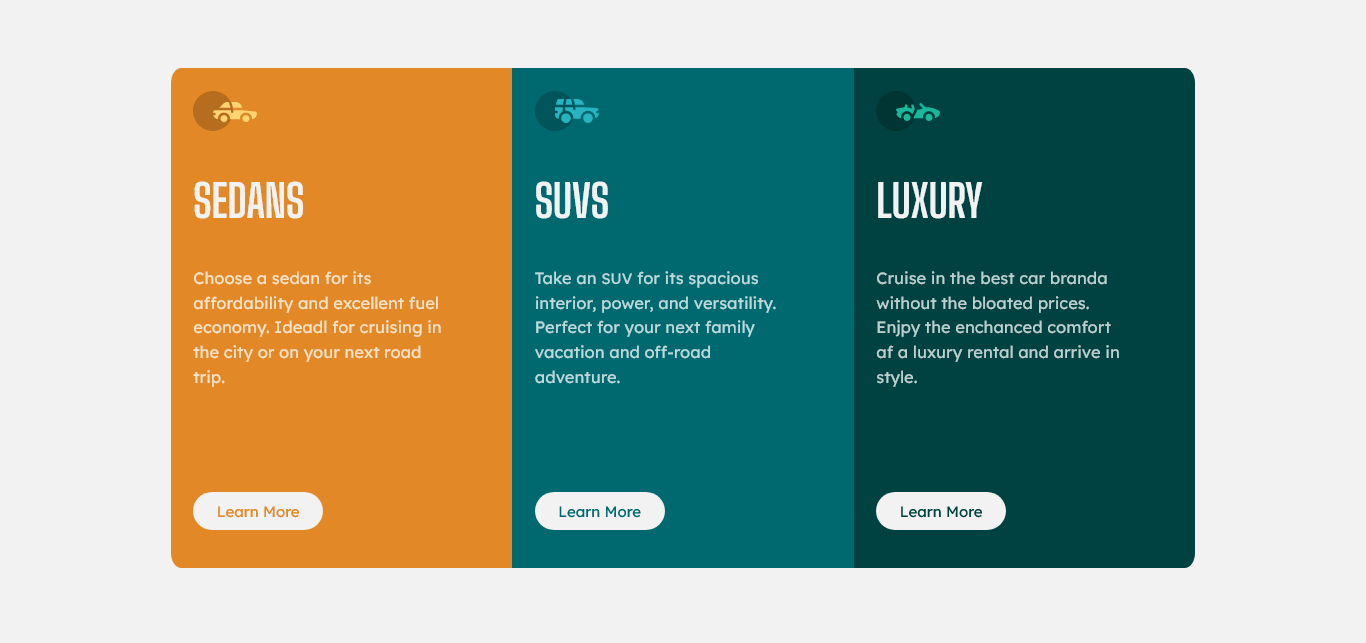 SEDANS
Choose a sedan for its
affordability and excellent fuel
economy. Ideadl for cruising in
the city or on your next road
trip.
Learn More
SUVS
Take an SUV for its spacious
interior, power, and versatility.
Perfect for your next family
vacation and off-road
adventure.
Learn More
LUXURY
Cruise in the best car branda
without the bloated prices.
Enjpy the enchanced comfort
af a luxury rental and arrive in
style.
Learn More